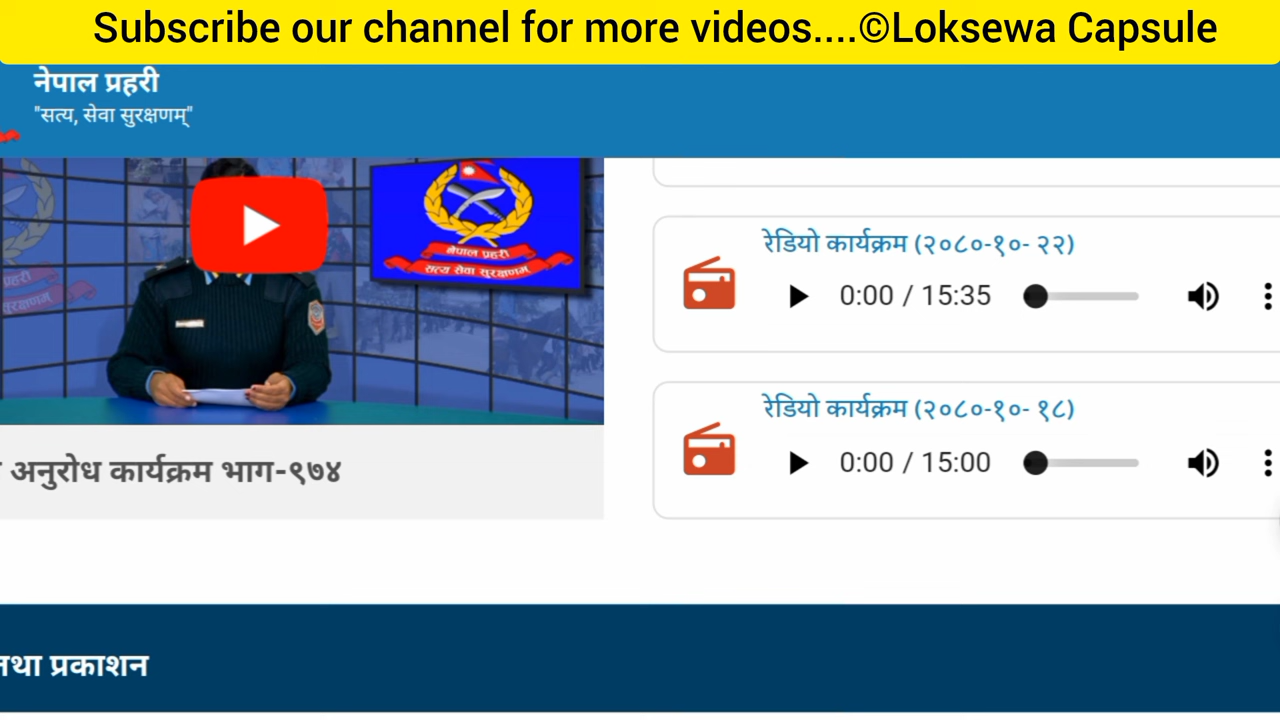 Subscribe our channel for more videos....©Loksewa Capsule
नेपाल प्रहरी
"सत्य, सेवा सुरक्षणम्"
नेपाल प्रहरी
सत्य सेवा सुरक्षणम्
रेडियो कार्यक्रम (२०८०-१०- २२)
0:00 / 15:35
रेडियो कार्यक्रम (२०८०-१०- १८)
0:00 / 15:00
अनुरोध कार्यक्रम भाग-९७४
तथा प्रकाशन